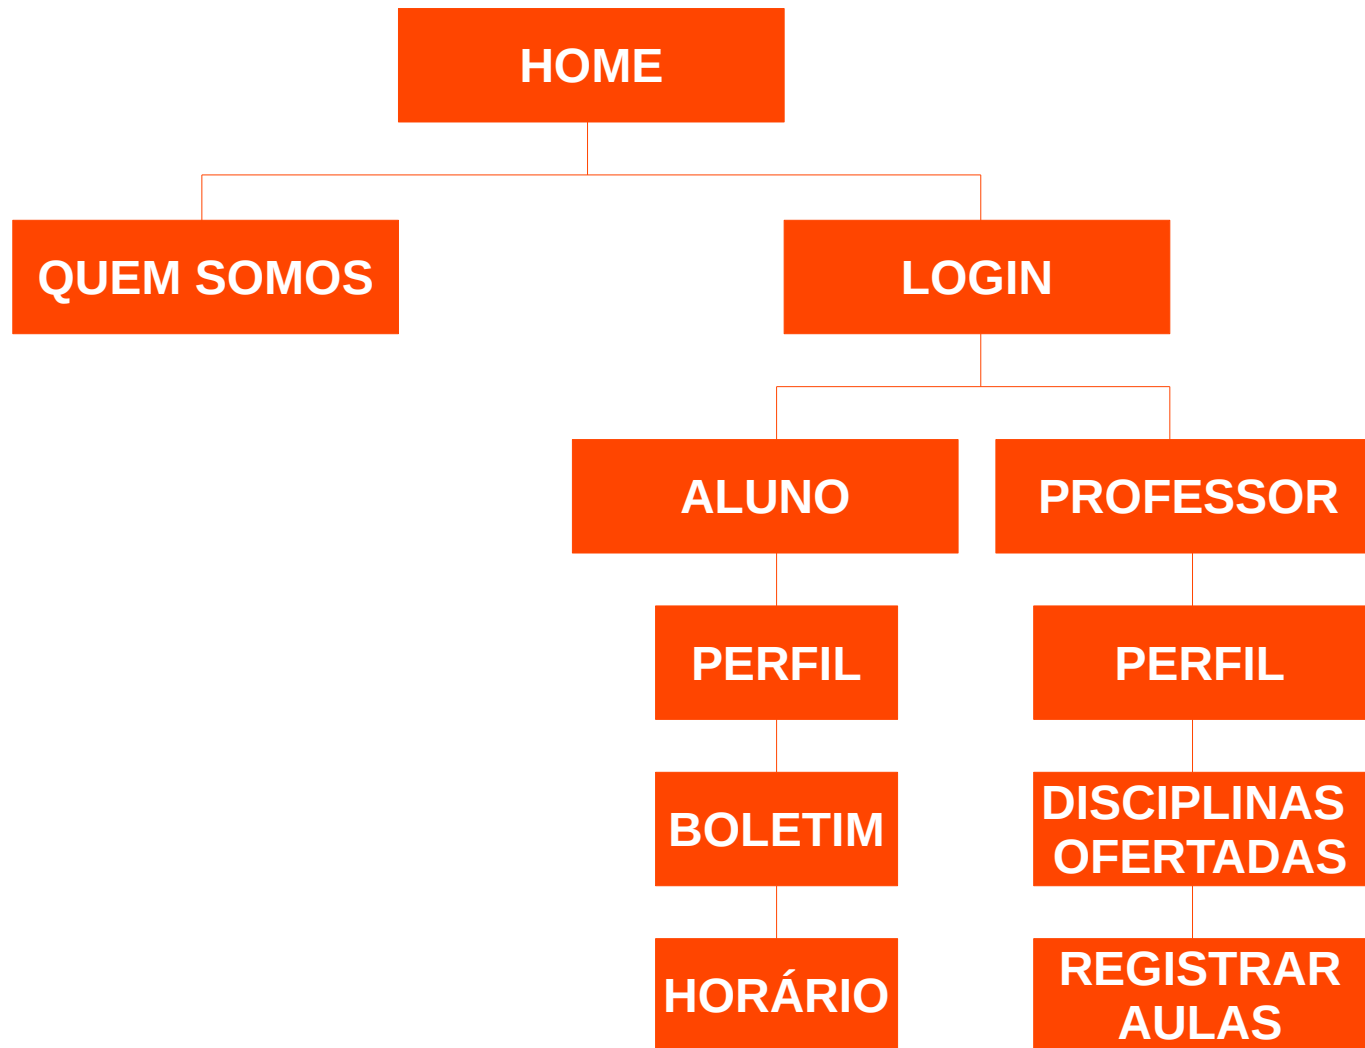 HOME
QUEM SOMOS
LOGIN
ALUNO
PROFESSOR
PERFIL
PERFIL
BOLETIM
DISCIPLINAS
OFERTADAS
HORÁRIO
REGISTRAR
AULAS